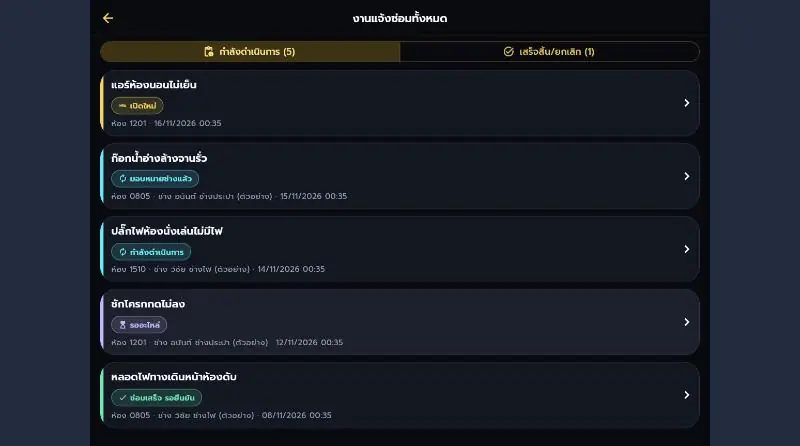 งานแจ้งซ่อมทั้งหมด
กำลังดำเนินการ (5)
เสร็จสิ้น/ยกเลิก (1)
แอร์ห้องนอนไม่เย็น
เปิดใหม่
ห้อง 1201 · 16/11/2026 00:35
ก๊อกน้ำอ่างล้างจานรั่ว
มอบหมายช่างแล้ว
ห้อง 0805 · ช่าง อนันต์ ช่างประปา (ตัวอย่าง) · 15/11/2026 00:35
ปลั๊กไฟห้องนั่งเล่นไม่มีไฟ
กำลังดำเนินการ
ห้อง 1510 · ช่าง วิชัย ช่างไฟ (ตัวอย่าง) · 14/11/2026 00:35
ชักโครกกดไม่ลง
รออะไหล่
ห้อง 1201 · ช่าง อนันต์ ช่างประปา (ตัวอย่าง) · 12/11/2026 00:35
หลอดไฟทางเดินหน้าห้องดับ
ซ่อมเสร็จ รอยืนยัน
ห้อง 0805 · ช่าง วิชัย ช่างไฟ (ตัวอย่าง) · 08/11/2026 00:35